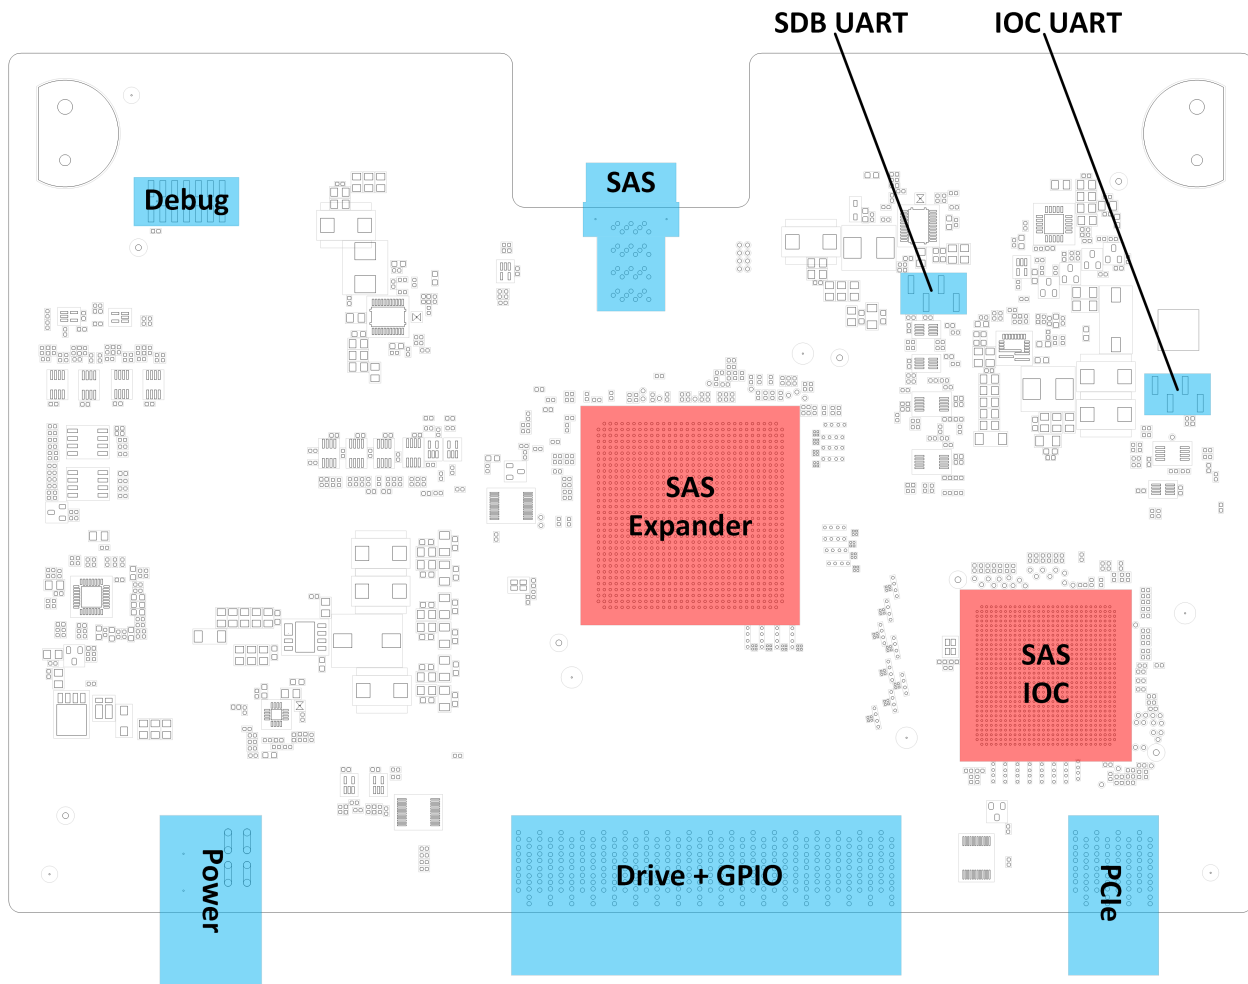 SDB UART
IOC UART
Debug
SAS
SAS
Expander
SAS
IOC
Power
Drive + GPIO
PCIe